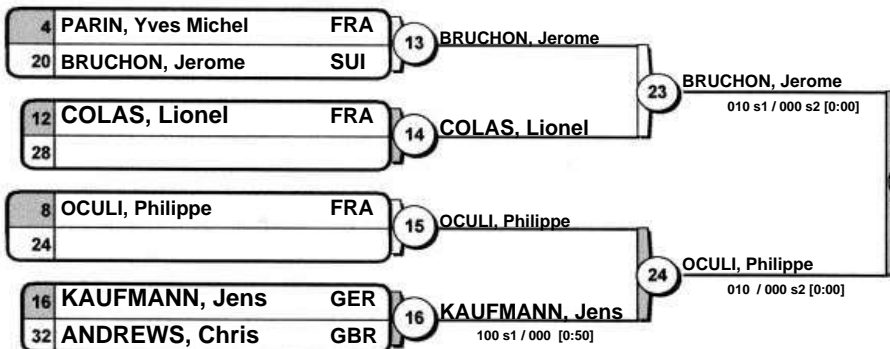 4 PARIN, Yves Michel FRA
20 BRUCHON, Jerome SUI
13 BRUCHON, Jerome
12 COLAS, Lionel FRA
28
14 COLAS, Lionel
23 BRUCHON, Jerome
010 s1 / 000 s2 [0:00]
8 OCULI, Philippe FRA
24
15 OCULI, Philippe
16 KAUFMANN, Jens GER
32 ANDREWS, Chris GBR
16 KAUFMANN, Jens
100 s1 / 000 [0:50]
24 OCULI, Philippe
010 / 000 s2 [0:00]